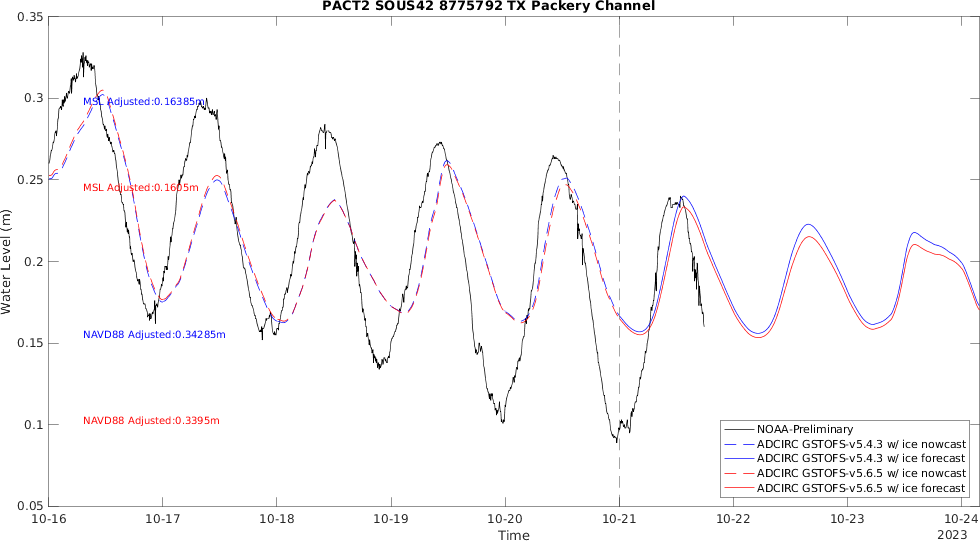 PACT2 SOUS42 8775792 TX Packery Channel
0.35
0.3
0.25
0.2
0.15
0.1
0.05
Water Level (m)
MSL Adjusted:0.16385m
MSL Adjusted:0.1605m
NAVD88 Adjusted:0.34285m
NAVD88 Adjusted:0.3395m
NOAA-Preliminary
ADCIRC GSTOFS-v5.4.3 w/ ice nowcast
ADCIRC GSTOFS-v5.4.3 w/ ice forecast
ADCIRC GSTOFS-v5.6.5 w/ ice nowcast
ADCIRC GSTOFS-v5.6.5 w/ ice forecast
10-16 10-17 10-18 10-19 10-20 10-21 10-22 10-23 10-24
Time
2023